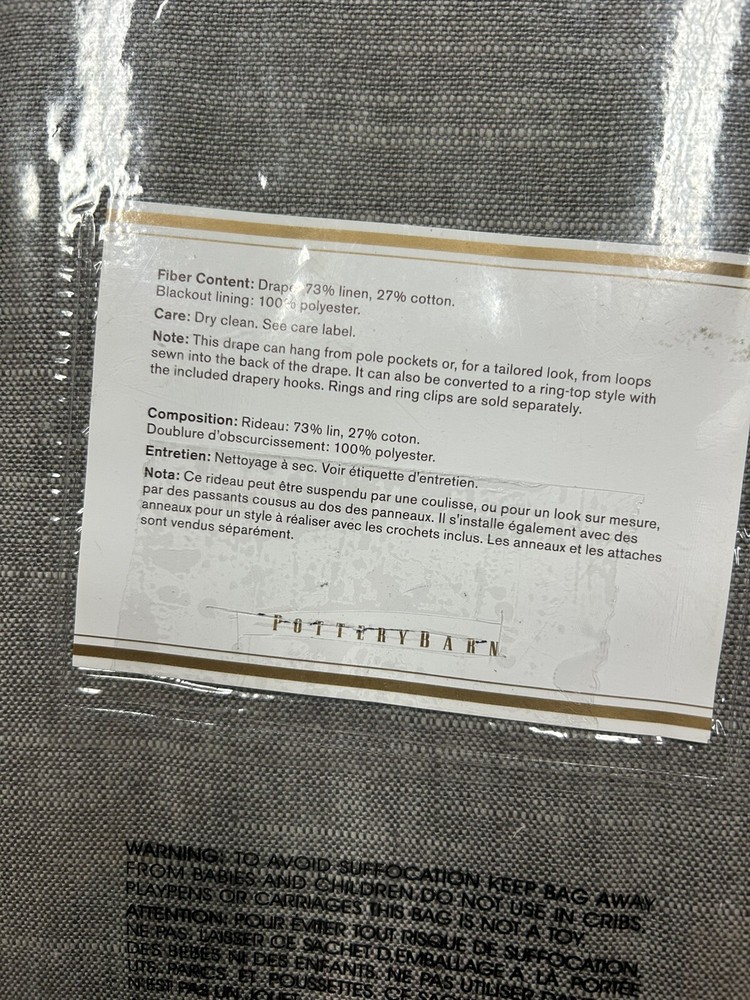 Fiber Content: Drape 73% linen, 27% cotton.
Blackout lining: 100% polyester.
Care: Dry clean. See care label.
Note: This drape can hang from pole pockets or, for a tailored look, from loops
sewn into the back of the drape. It can also be converted to a ring-top style with
the included drapery hooks. Rings and ring clips are sold separately.
Composition: Rideau: 73% lin, 27% coton.
Doublure d'obscurcissement: 100% polyester.
Entretien: Nettoyage à sec. Voir étiquette d'entretien.
Nota: Ce rideau peut être suspendu par une coulisse, ou pour un look sur mesure,
par des passants cousus au dos des panneaux. Il s'installe également avec des
anneaux pour un style à réaliser avec les crochets inclus. Les anneaux et les attaches
sont vendus séparément.
POTTERYBARN
WARNING: TO AVOID SUFFOCATION KEEP BAG AWAY
FROM BABIES AND CHILDREN. DO NOT USE IN CRIBS,
PLAYPENS OR CARRIAGES THIS BAG IS NOT A TOY.
ATTENTION: POUR ÉVITER TOUT RISQUE DE SUFFOCATION,
NE PAS LAISSER CE SACHET D'EMBALLAGE À LA PORTÉE
DES BÉBÉS NI DES ENFANTS. NE PAS UTILISER
LITS, PARCS ET POUSSETTES. CE
N'EST PAS UN JOUET.